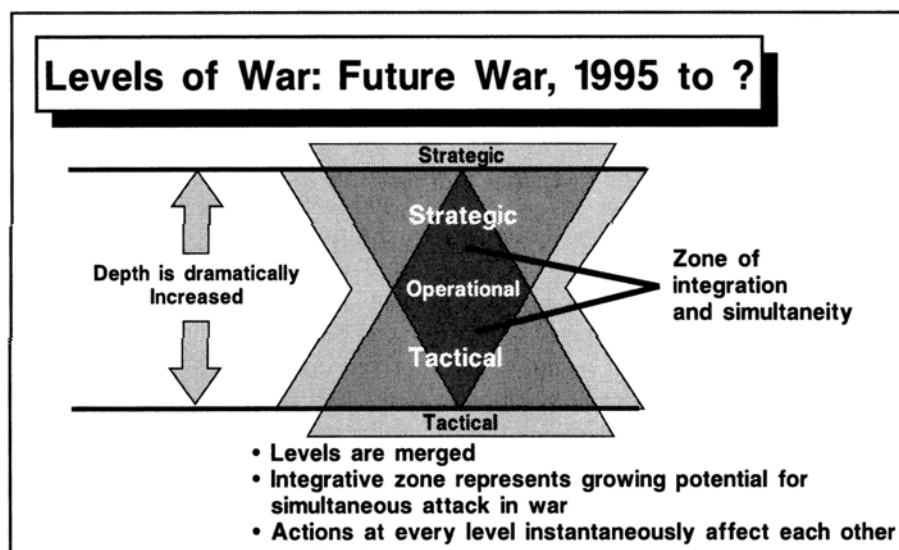 Levels of War: Future War, 1995 to ?
Strategic
Strategic
Depth is dramatically
Increased
Operational
Zone of
integration
and simultaneity
Tactical
Tactical
• Levels are merged
• Integrative zone represents growing potential for
simultaneous attack in war
• Actions at every level instantaneously affect each other